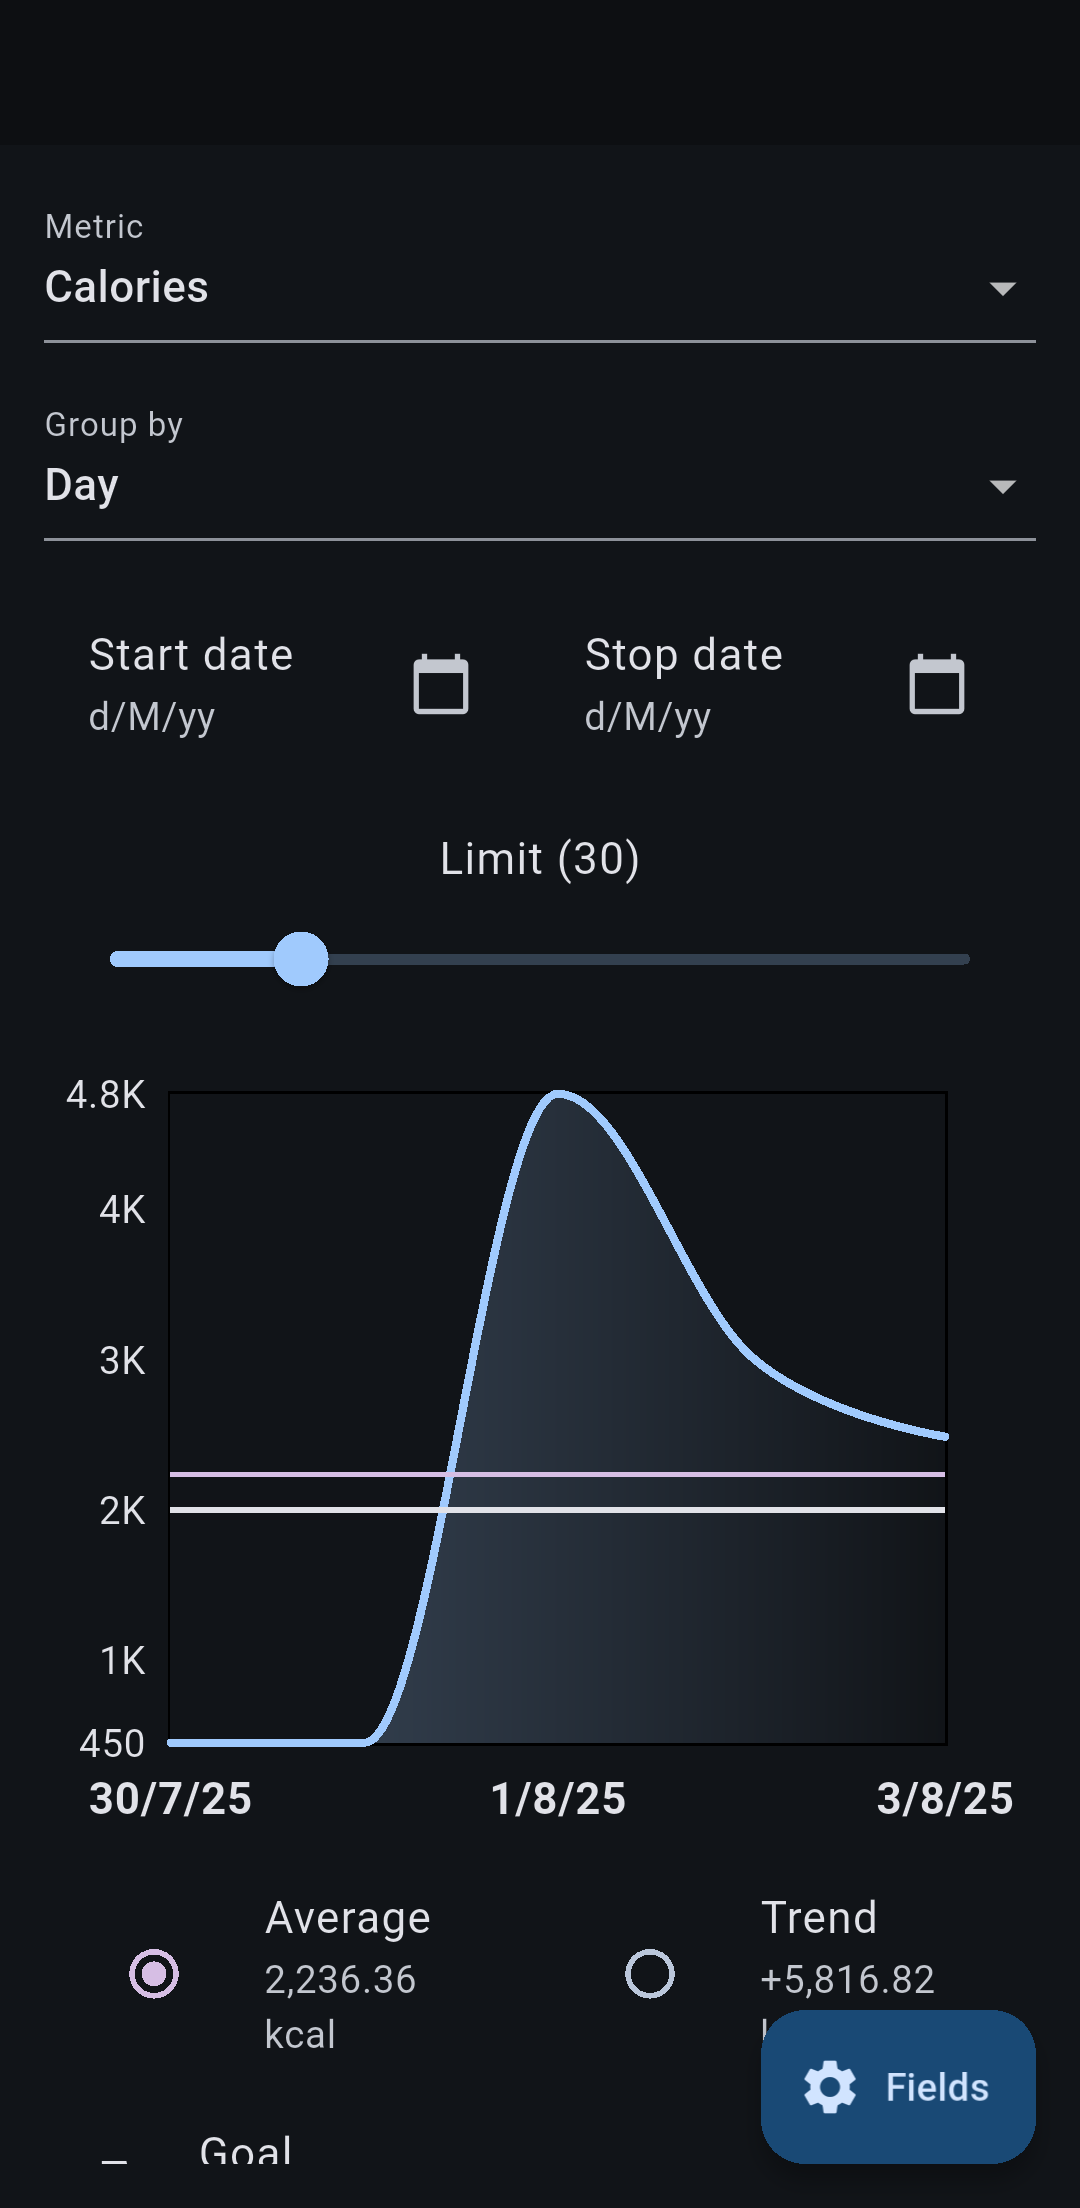 Metric
Calories
Group by
Day
Start date
d/M/yy
Stop date
d/M/yy
Limit (30)
4.8K
4K
3K
2K
1K
450
30/7/25
1/8/25
3/8/25
Average
2,236.36
kcal
Trend
+5,816.82
Fields
Goal